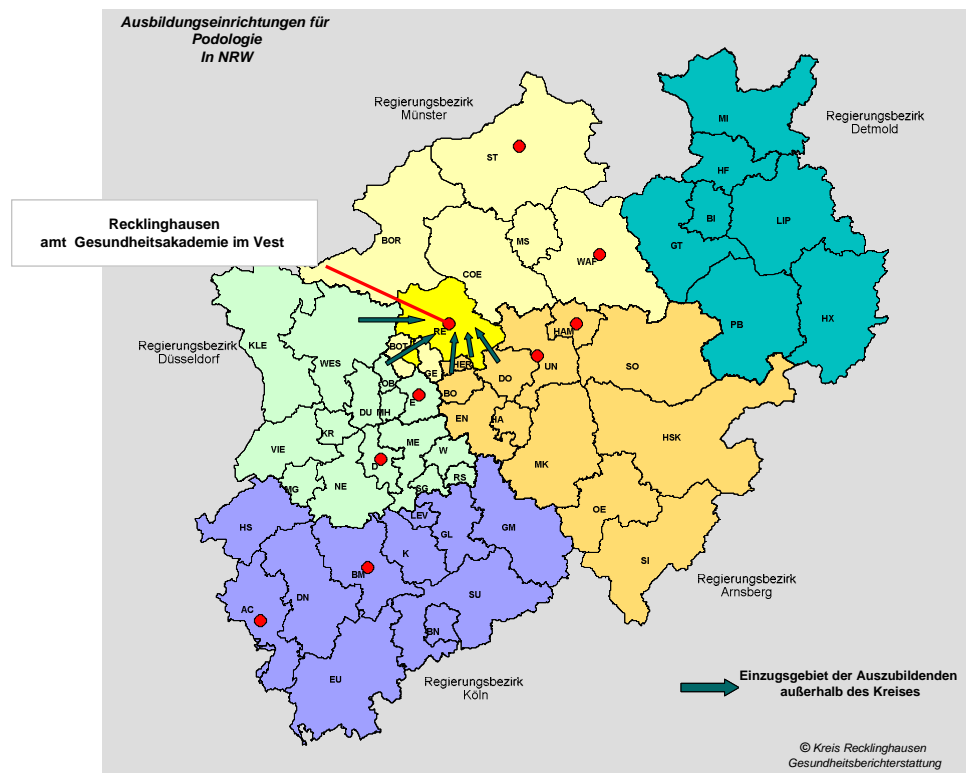 Ausbildungseinrichtungen für
Podologie
In NRW
Regierungsbezirk
Münster
Regierungsbezirk
Detmold
MI
ST
HF
BI
LIP
GT
Recklinghausen
amt Gesundheitsakademie im Vest
BOR
MS
WAF
COE
PB
HX
RE
HAM
Regierungsbezirk
Düsseldorf
KLE
BOT
WES
GE
HER
DO
UN
SO
OB
BO
E
DU
MH
EN
HA
KR
HSK
VIE
ME
W
D
MK
RS
MG
NE
SG
OE
HS
LEV
GL
GM
K
SI
BM
Regierungsbezirk
Arnsberg
DN
SU
AC
BN
EU
Regierungsbezirk
Köln
Einzugsgebiet der Auszubildenden
außerhalb des Kreises
© Kreis Recklinghausen
Gesundheitsberichterstattung